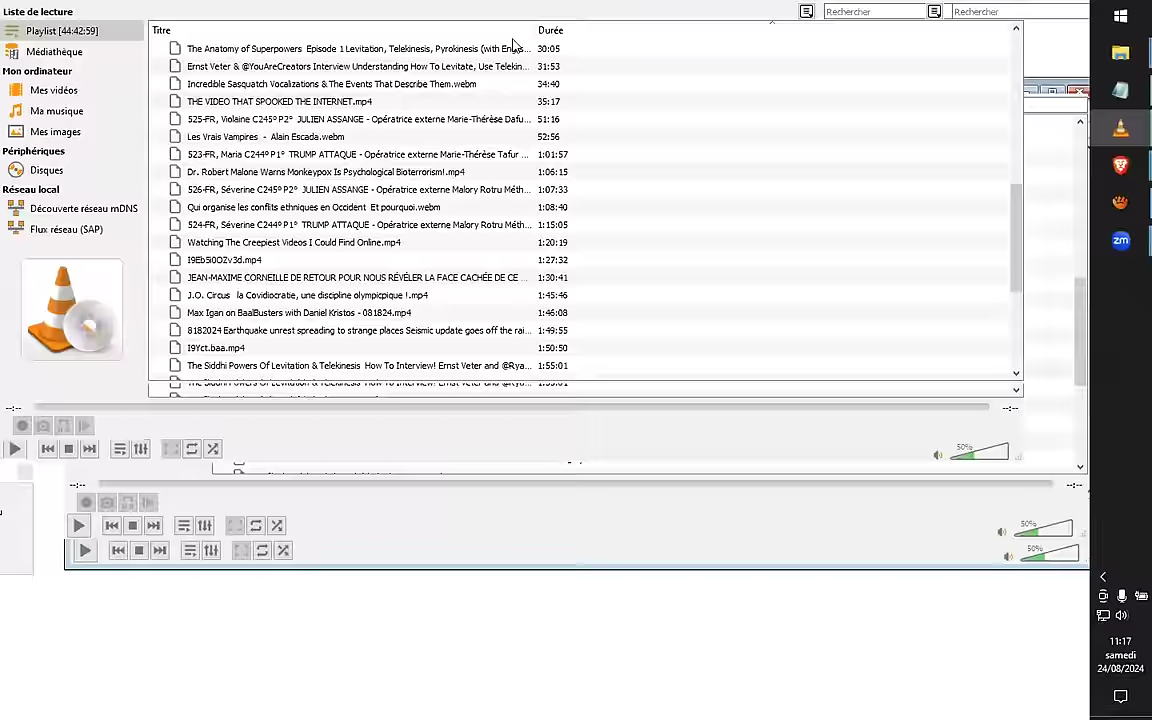 Liste de lecture
Playlist [44:42:59]
Médiathèque
Mon ordinateur
Mes vidéos
Ma musique
Mes images
Périphériques
Disques
Réseau local
Découverte réseau mDNS
Flux réseau (SAP)
Rechercher
Rechercher
Titre Durée
The Anatomy of Superpowers Episode 1 Levitation, Telekinesis, Pyrokinesis (with 30:05
Ernst Veter & @YouAreCreators Interview Understanding How To Levitate, Use Telekin... 31:53
Incredible Sasquatch Vocalizations & The Events That Describe Them.webm 34:40
THE VIDEO THAT SPOOKED THE INTERNET.mp4 35:17
525-FR, Violaine C245º P2° JULIEN ASSANGE - Opératrice externe Marie-Thérèse Dafu... 51:16
Les Vrais Vampires - Alain Escada.webm 52:56
523-FR, Maria C244º P1° TRUMP ATTAQUE - Opératrice externe Marie-Thérèse Tafur ... 1:01:57
Dr. Robert Malone Warns Monkeypox Is Psychological Bioterrorism!.mp4 1:06:15
526-FR, Séverine C245º P2° JULIEN ASSANGE - Opératrice externe Malory Rotru Méth... 1:07:33
Qui organise les conflits ethniques en Occident Et pourquoi.webm 1:08:40
524-FR, Séverine C244º P1° TRUMP ATTAQUE - Opératrice externe Malory Rotru Méth... 1:15:05
Watching The Creepiest Videos I Could Find Online.mp4 1:20:19
I9Eb5i0O2v3d.mp4 1:27:32
JEAN-MAXIME CORNEILLE DE RETOUR POUR NOUS RÉVÉLER LA FACE CACHÉE DE CE ... 1:30:41
J.O. Circus la Covidiocratie, une discipline olympicpique !.mp4 1:45:46
Max Igan on BaalBusters with Daniel Kristos - 081824.mp4 1:46:08
8182024 Earthquake unrest spreading to strange places Seismic update goes off the rai... 1:49:55
I9Yct.baa.mp4 1:50:50
The Siddhi Powers Of Levitation & Telekinesis How To Interview! Ernst Veter and @Rya... 1:55:01
--:-- --:--
50%
--:-- --:--
50%
50%
zm
11:17
samedi
24/08/2024